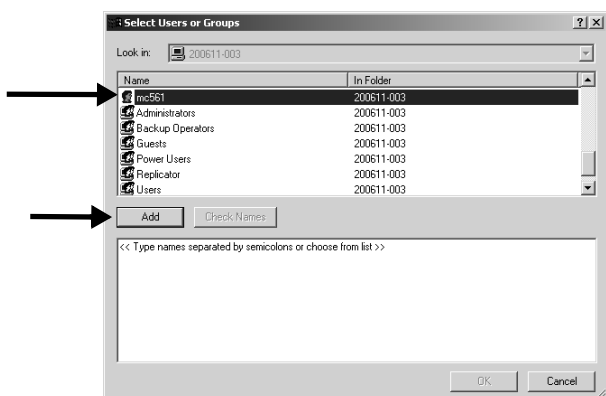 Select Users or Groups
Look in: 200611-003
Name In Folder
mc561 200611-003
Administrators 200611-003
Backup Operators 200611-003
Guests 200611-003
Power Users 200611-003
Replicator 200611-003
Users 200611-003
Add Check Names
<< Type names separated by semicolons or choose from list >>
OK Cancel